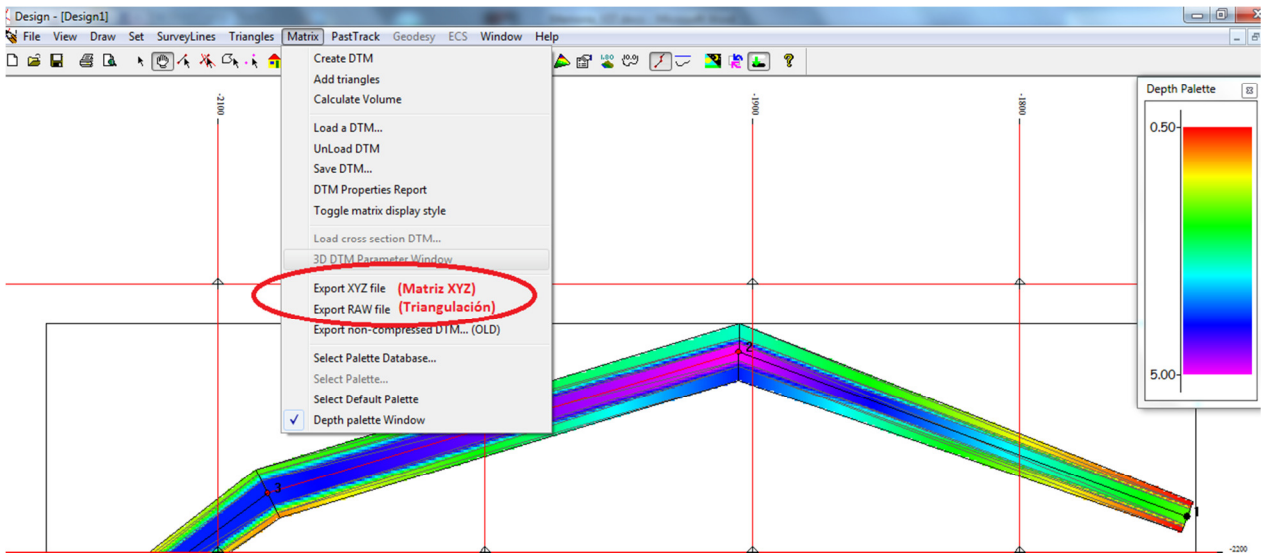 Design - [Design1]
File View Draw Set SurveyLines Triangles Matrix PastTrack Geodesy ECS Window Help
Create DTM
Add triangles
Calculate Volume
Load a DTM...
UnLoad DTM
Save DTM...
DTM Properties Report
Toggle matrix display style
Load cross section DTM...
3D DTM Parameter Window
Export XYZ file (Matriz XYZ)
Export RAW file (Triangulación)
Export non-compressed DTM... (OLD)
Select Palette Database...
Select Palette...
Select Default Palette
Depth palette Window
Depth Palette
0.50
5.00
-2100
-1900
-1800
2
3
1
-2200